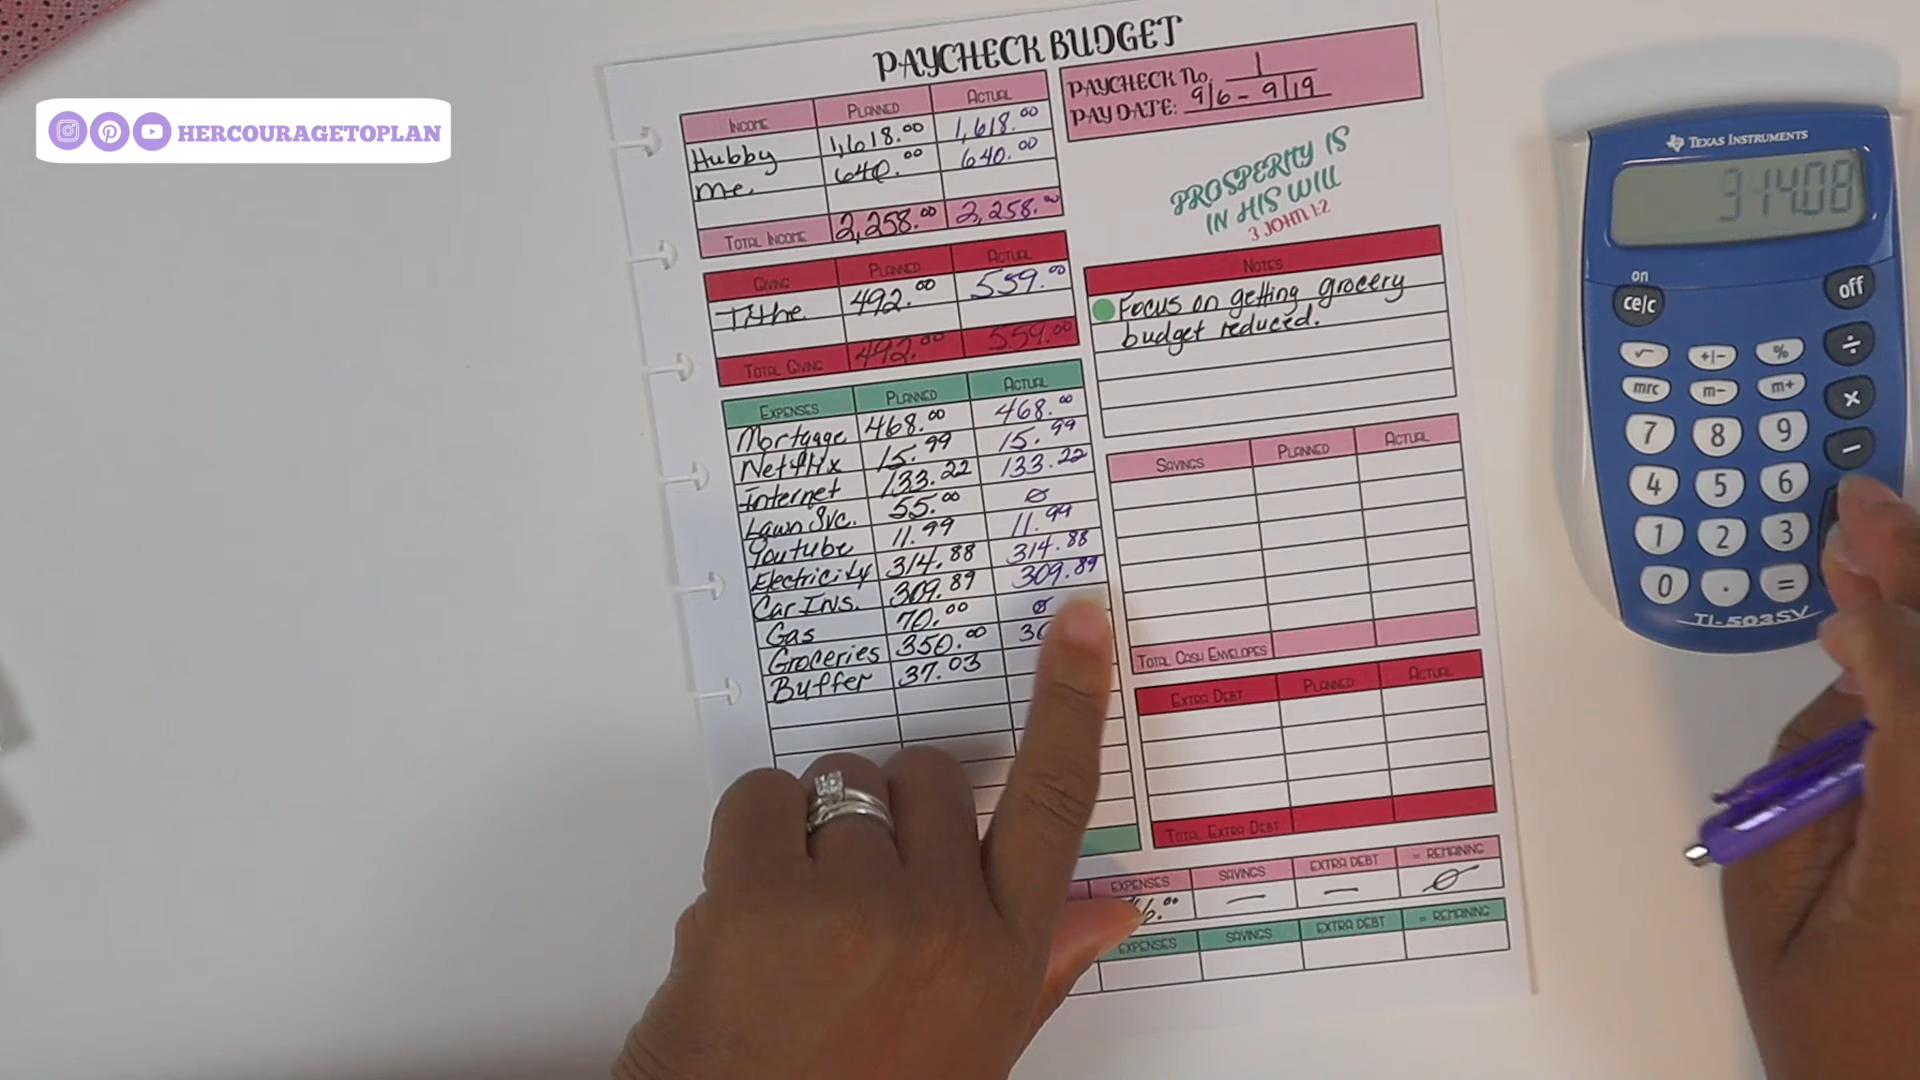 HERCOURAGETOPLAN
PAYCHECK BUDGET
INCOME PLANNED ACTUAL
Hubby 1,618.00 1,618.00
Me. 640.00 640.00
TOTAL INCOME 2,258.00 2,258.00
GIVING PLANNED ACTUAL
Tithe 492.00 559.00
TOTAL GIVING 492.00 559.00
EXPENSES PLANNED ACTUAL
Mortgage 468.00 468.00
Netflix 15.99 15.99
Internet 133.22 133.22
Lawn Svc. 55.00 0
Youtube 11.99 11.99
Electricity 314.88 314.88
Car Ins. 309.89 309.89
Gas 70.00 0
Groceries 350.00
Buffer 37.03
PAYCHECK NO. 1
PAY DATE: 9/6 - 9/19
PROSPERITY IS
IN HIS WILL
3 JOHN 1:2
NOTES
Focus on getting grocery
budget reduced.
SAVINGS PLANNED ACTUAL
TOTAL CASH ENVELOPES
EXTRA DEBT PLANNED ACTUAL
TOTAL EXTRA DEBT
EXPENSES SAVINGS EXTRA DEBT = REMAINING
— — 0
EXPENSES SAVINGS EXTRA DEBT = REMAINING
TEXAS INSTRUMENTS
314.08
on
ce/c off
√ +/- % ÷
mrc m- m+ ×
7 8 9 −
4 5 6
1 2 3
0 . =
TI-503SV